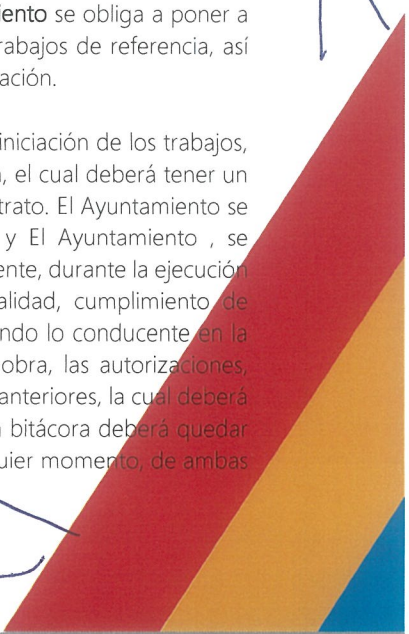 iento se obliga a poner a
rabajos de referencia, así
ación.
iniciación de los trabajos,
, el cual deberá tener un
trato. El Ayuntamiento se
y El Ayuntamiento , se
ente, durante la ejecución
alidad, cumplimiento de
ndo lo conducente en la
obra, las autorizaciones,
anteriores, la cual deberá
bitácora deberá quedar
uier momento, de ambas